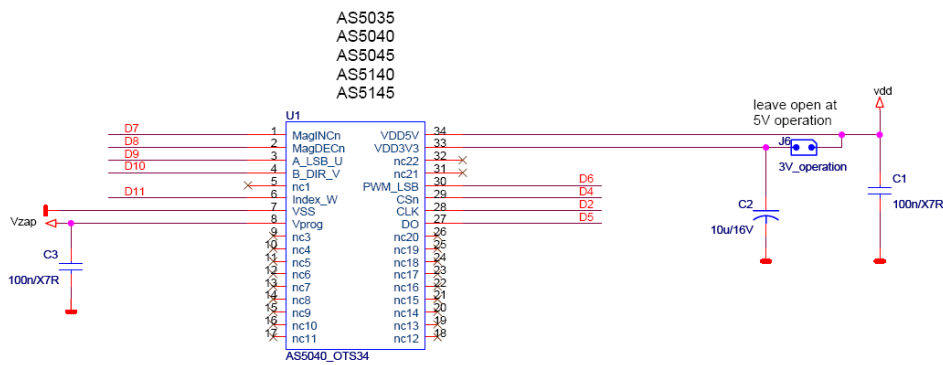 AS5035
AS5040
AS5045
AS5140
AS5145
vdd
leave open at
5V operation
U1
D7 1 MagINCn VDD5V 34
D8 2 MagDECn VDD3V3 33 J6
D9 3 A_LSB_U nc22 32 3V_operation
D10 4 B_DIR_V nc21 31
5 nc1 PWM_LSB 30 D6
D11 6 Index_W CSn 29 D4
7 VSS CLK 28 D2
Vzap 8 Vprog DO 27 D5
C1
100n/X7R
C2
10u/16V
9 nc3 nc20 26
10 nc4 nc19 25
11 nc5 nc18 24
12 nc6 nc17 23
13 nc7 nc16 22
14 nc8 nc15 21
15 nc9 nc14 20
16 nc10 nc13 19
17 nc11 nc12 18
C3
100n/X7R
AS5040_OTS34